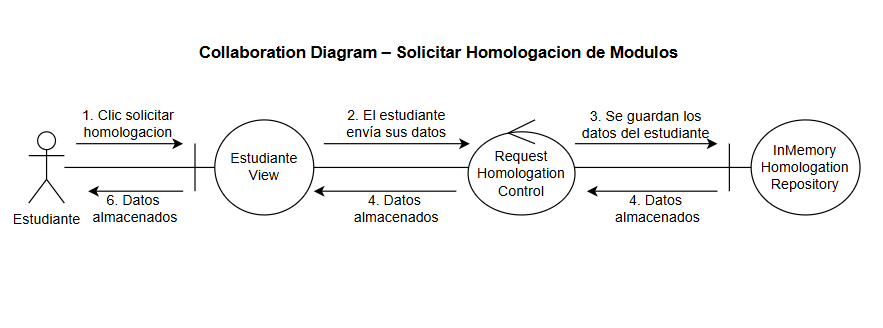 Collaboration Diagram – Solicitar Homologacion de Modulos
1. Clic solicitar
homologacion
2. El estudiante
envía sus datos
3. Se guardan los
datos del estudiante
Estudiante
View
Request
Homologation
Control
InMemory
Homologation
Repository
6. Datos
almacenados
4. Datos
almacenados
4. Datos
almacenados
Estudiante